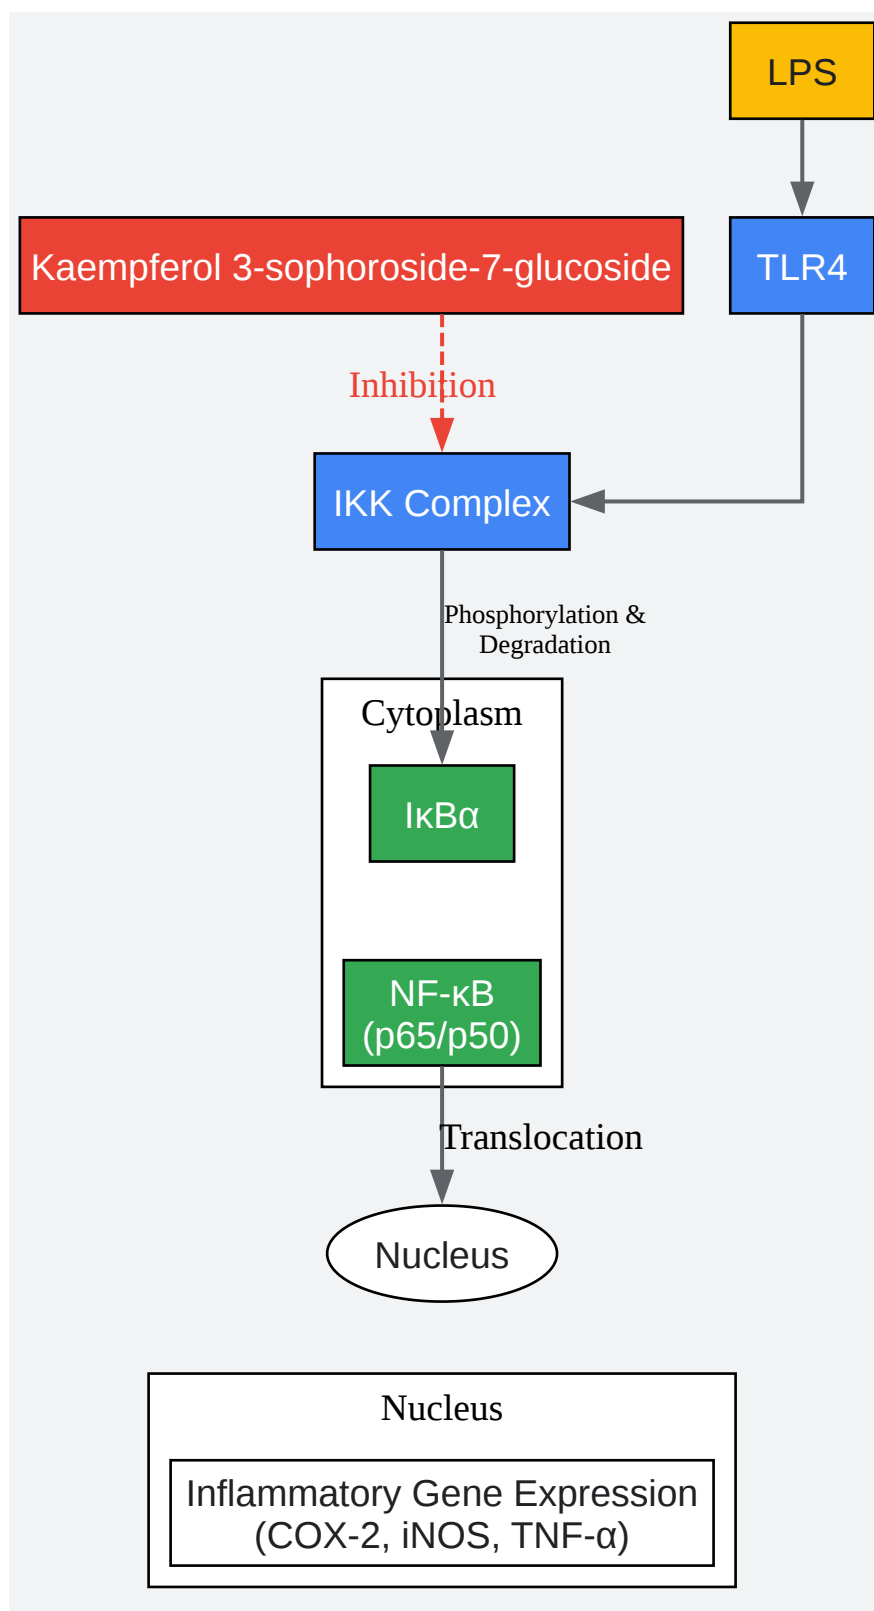 LPS
Kaempferol 3-sophoroside-7-glucoside
TLR4
Inhibition
IKK Complex
Phosphorylation &
Degradation
Cytoplasm
IκBα
NF-κB
(p65/p50)
Translocation
Nucleus
Nucleus
Inflammatory Gene Expression
(COX-2, iNOS, TNF-α)